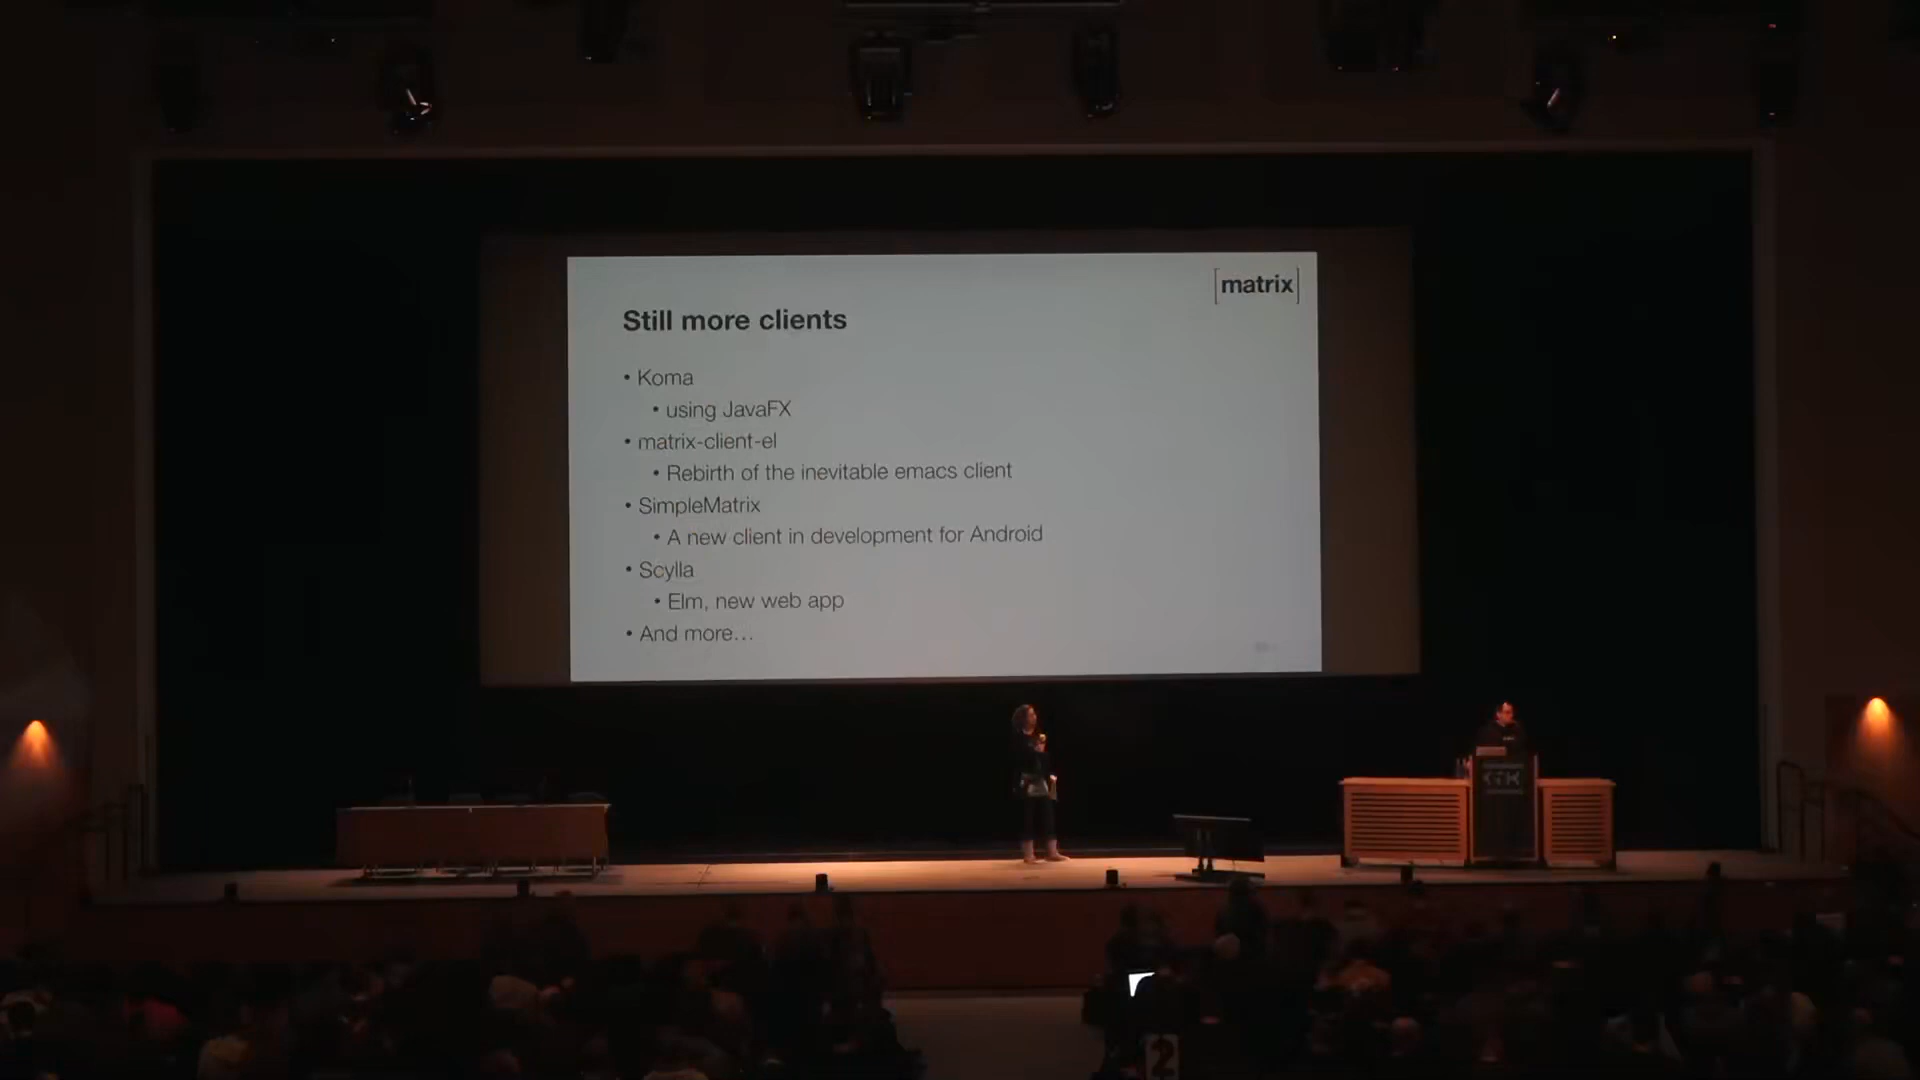 [matrix]
Still more clients
• Koma
• using JavaFX
• matrix-client-el
• Rebirth of the inevitable emacs client
• SimpleMatrix
• A new client in development for Android
• Scylla
• Elm, new web app
• And more…
2